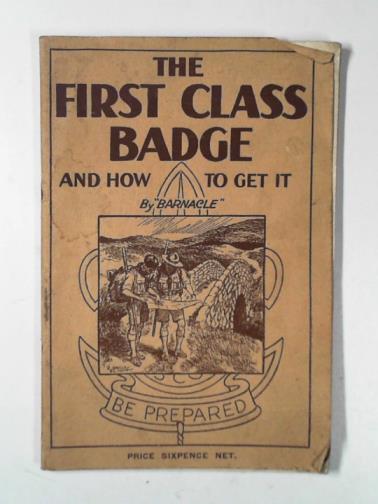 THE
FIRST CLASS
BADGE
AND HOW TO GET IT
By "BARNACLE"
BE PREPARED
PRICE SIXPENCE NET.